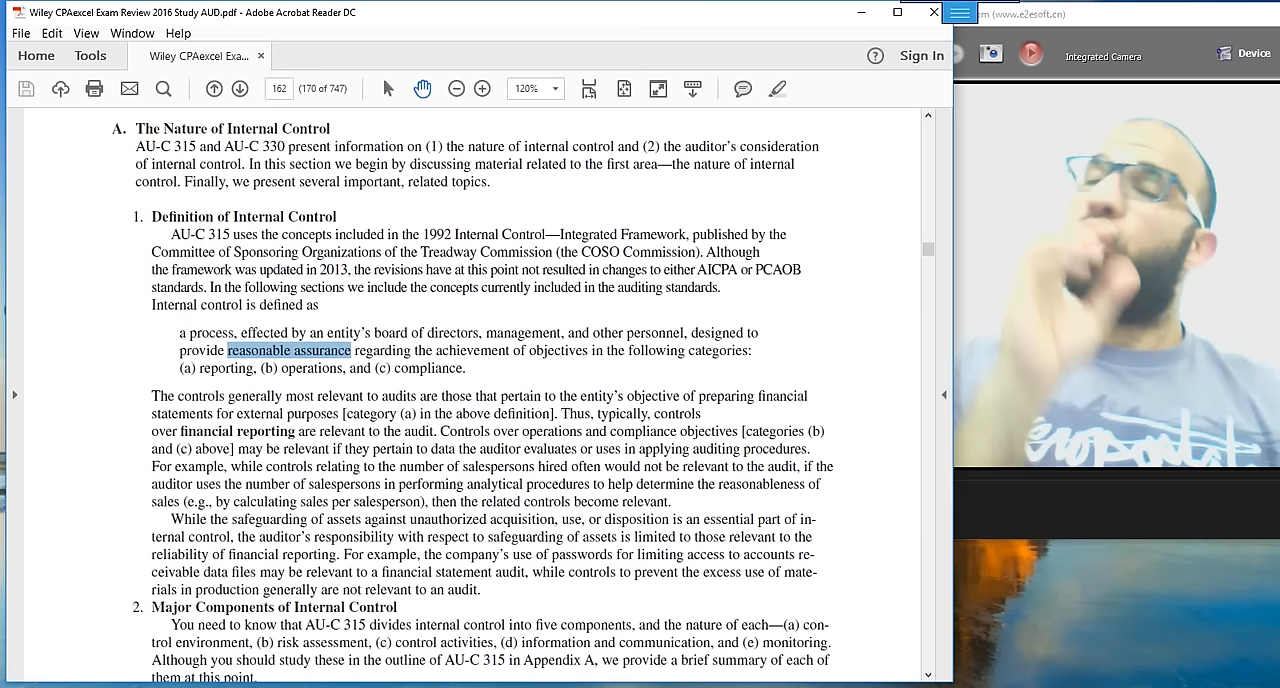 Wiley CPAexcel Exam Review 2016 Study AUD.pdf - Adobe Acrobat Reader DC
(www.e2esoft.cn)
File Edit View Window Help
Home Tools Wiley CPAexcel Exa... × Sign In
162 (170 of 747) 120%
Integrated Camera Device
A. The Nature of Internal Control
AU-C 315 and AU-C 330 present information on (1) the nature of internal control and (2) the auditor’s consideration
of internal control. In this section we begin by discussing material related to the first area—the nature of internal
control. Finally, we present several important, related topics.
1. Definition of Internal Control
AU-C 315 uses the concepts included in the 1992 Internal Control—Integrated Framework, published by the
Committee of Sponsoring Organizations of the Treadway Commission (the COSO Commission). Although
the framework was updated in 2013, the revisions have at this point not resulted in changes to either AICPA or PCAOB
standards. In the following sections we include the concepts currently included in the auditing standards.
Internal control is defined as
a process, effected by an entity’s board of directors, management, and other personnel, designed to
provide reasonable assurance regarding the achievement of objectives in the following categories:
(a) reporting, (b) operations, and (c) compliance.
The controls generally most relevant to audits are those that pertain to the entity’s objective of preparing financial
statements for external purposes [category (a) in the above definition]. Thus, typically, controls
over financial reporting are relevant to the audit. Controls over operations and compliance objectives [categories (b)
and (c) above] may be relevant if they pertain to data the auditor evaluates or uses in applying auditing procedures.
For example, while controls relating to the number of salespersons hired often would not be relevant to the audit, if the
auditor uses the number of salespersons in performing analytical procedures to help determine the reasonableness of
sales (e.g., by calculating sales per salesperson), then the related controls become relevant.
While the safeguarding of assets against unauthorized acquisition, use, or disposition is an essential part of in-
ternal control, the auditor’s responsibility with respect to safeguarding of assets is limited to those relevant to the
reliability of financial reporting. For example, the company’s use of passwords for limiting access to accounts re-
ceivable data files may be relevant to a financial statement audit, while controls to prevent the excess use of mate-
rials in production generally are not relevant to an audit.
2. Major Components of Internal Control
You need to know that AU-C 315 divides internal control into five components, and the nature of each—(a) con-
trol environment, (b) risk assessment, (c) control activities, (d) information and communication, and (e) monitoring.
Although you should study these in the outline of AU-C 315 in Appendix A, we provide a brief summary of each of
them at this point.